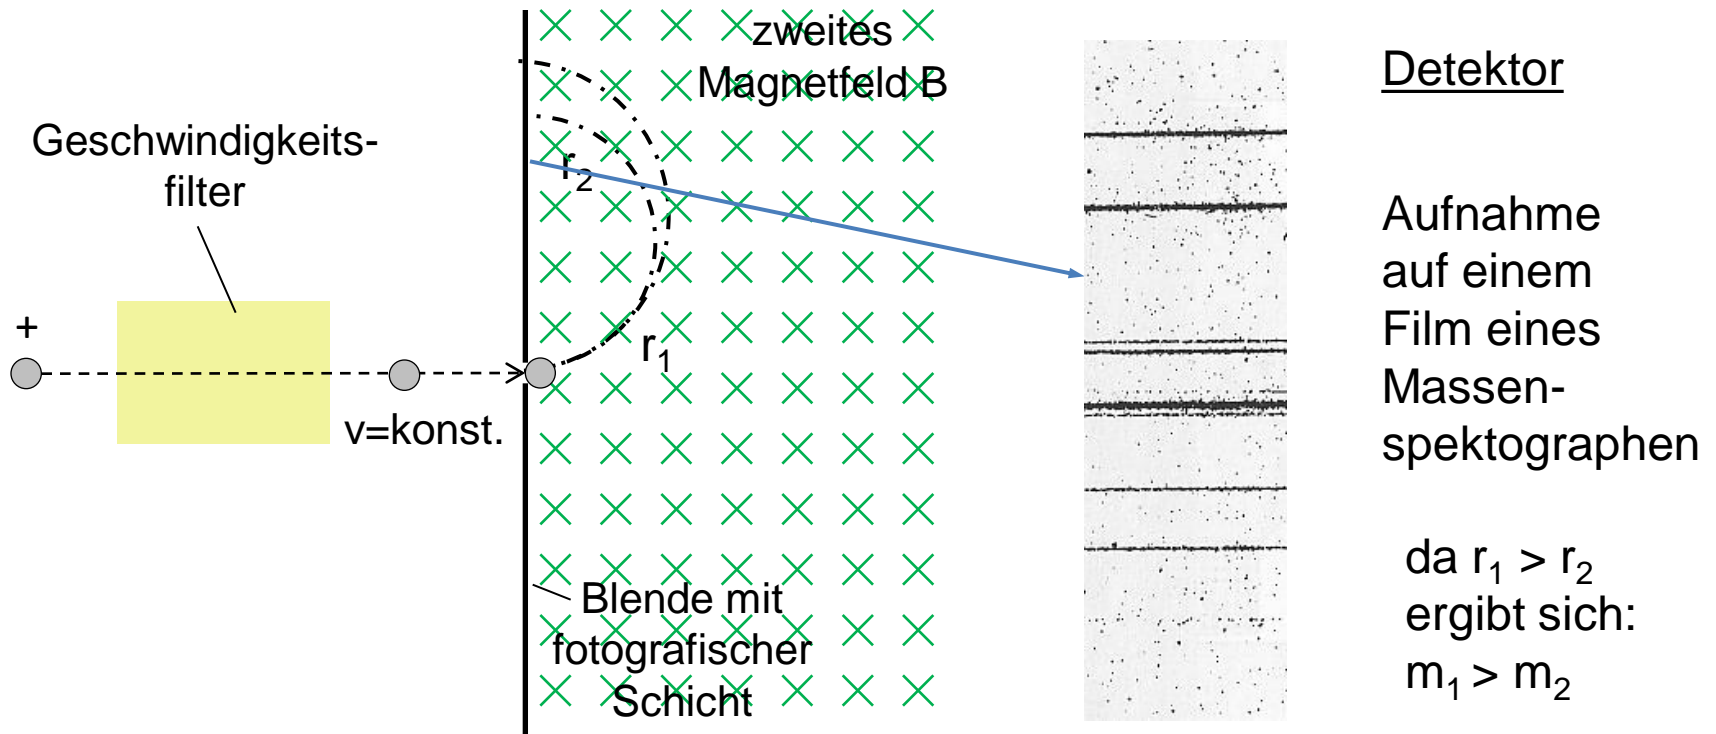 zweites
Magnetfeld B
Geschwindigkeits-
filter
+
v=konst.
r₂
r₁
Blende mit
fotografischer
Schicht
Detektor
Aufnahme
auf einem
Film eines
Massen-
spektographen
da r₁ > r₂
ergibt sich:
m₁ > m₂